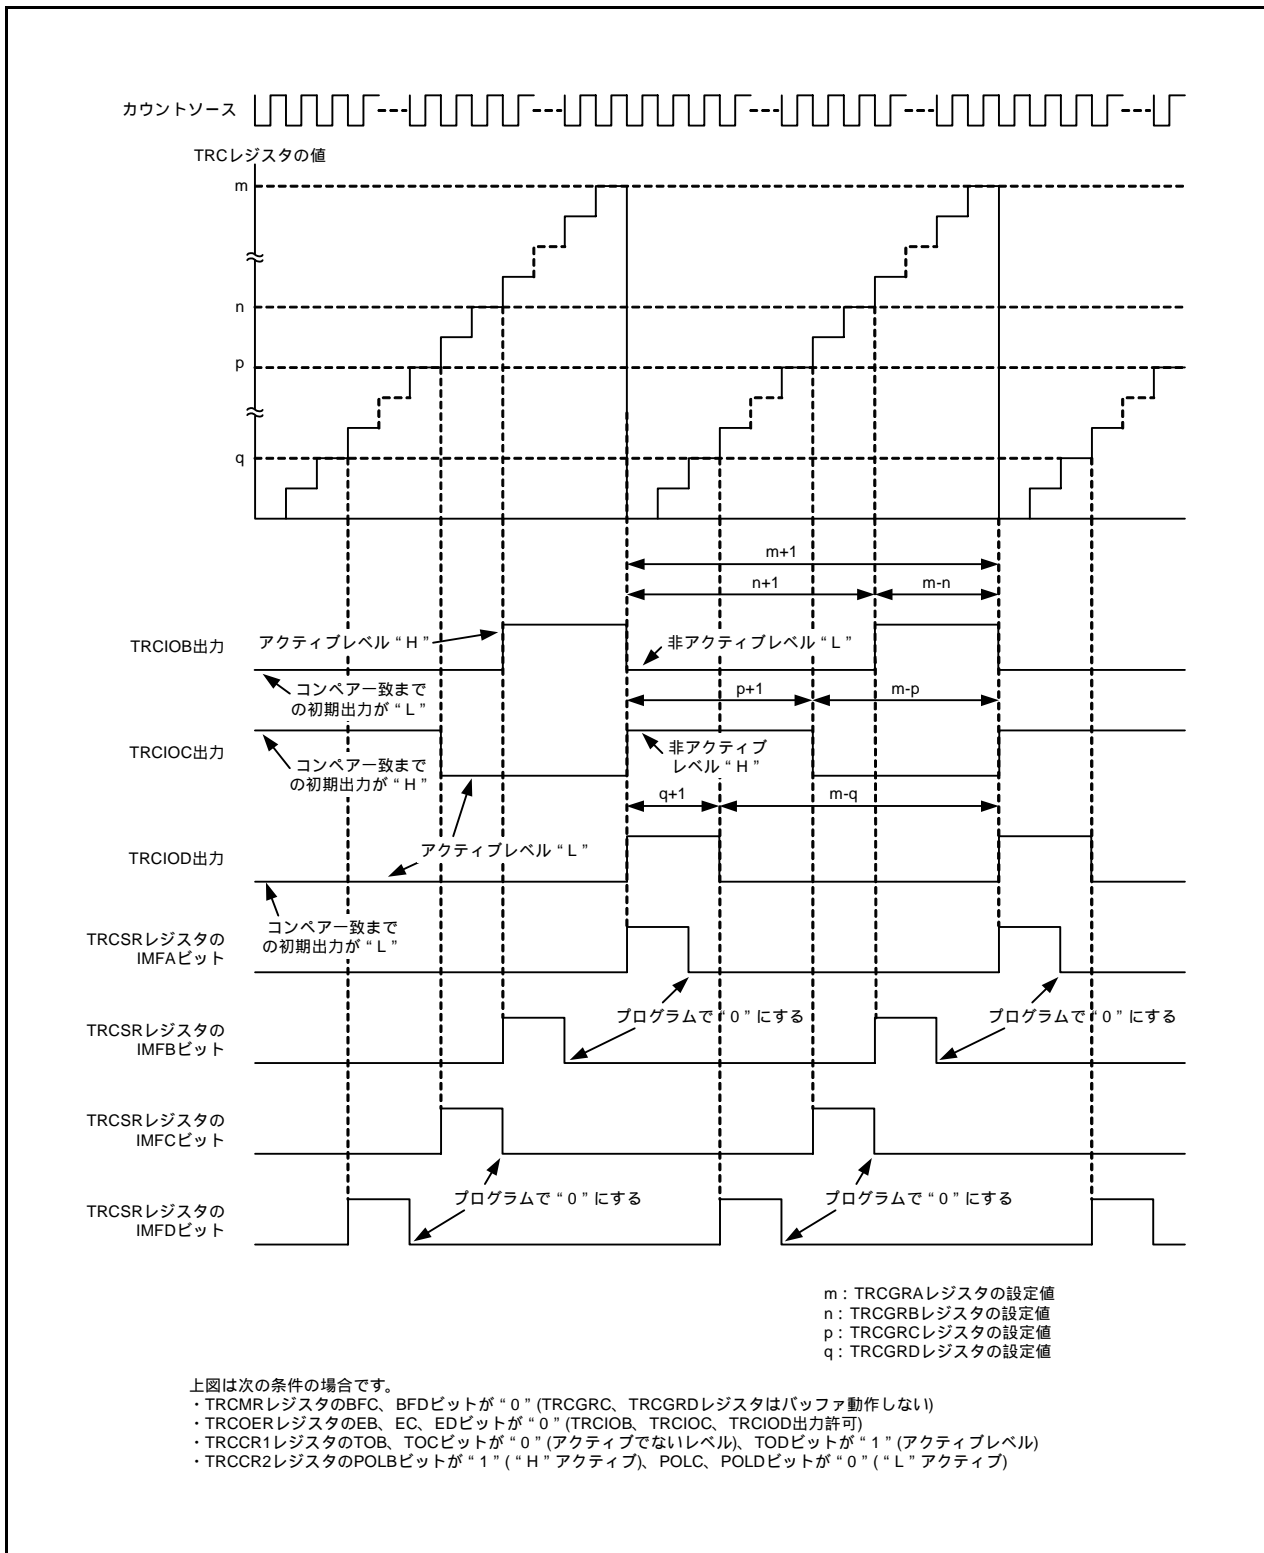 カウントソース
TRCレジスタの値
m
n
p
q
m+1
n+1
m-n
TRCIOB出力
アクティブレベル“H”
非アクティブレベル“L”
コンペア一致まで
の初期出力が“L”
p+1
m-p
TRCIOC出力
コンペア一致まで
の初期出力が“H”
非アクティブ
レベル“H”
q+1
m-q
TRCIOD出力
アクティブレベル“L”
コンペア一致まで
の初期出力が“L”
TRCSRレジスタの
IMFAビット
プログラムで“0”にする
プログラムで“0”にする
TRCSRレジスタの
IMFBビット
TRCSRレジスタの
IMFCビット
プログラムで“0”にする
プログラムで“0”にする
TRCSRレジスタの
IMFDビット
m：TRCGRAレジスタの設定値
n：TRCGRBレジスタの設定値
p：TRCGRCレジスタの設定値
q：TRCGRDレジスタの設定値
上図は次の条件の場合です。
・TRCMRレジスタのBFC、BFDビットが“0”(TRCGRC、TRCGRDレジスタはバッファ動作しない)
・TRCOERレジスタのEB、EC、EDビットが“0”(TRCIOB、TRCIOC、TRCIOD出力許可)
・TRCCR1レジスタのTOB、TOCビットが“0”(アクティブでないレベル)、TODビットが“1”(アクティブレベル)
・TRCCR2レジスタのPOLBビットが“1”(“H”アクティブ)、POLC、POLDビットが“0”(“L”アクティブ)